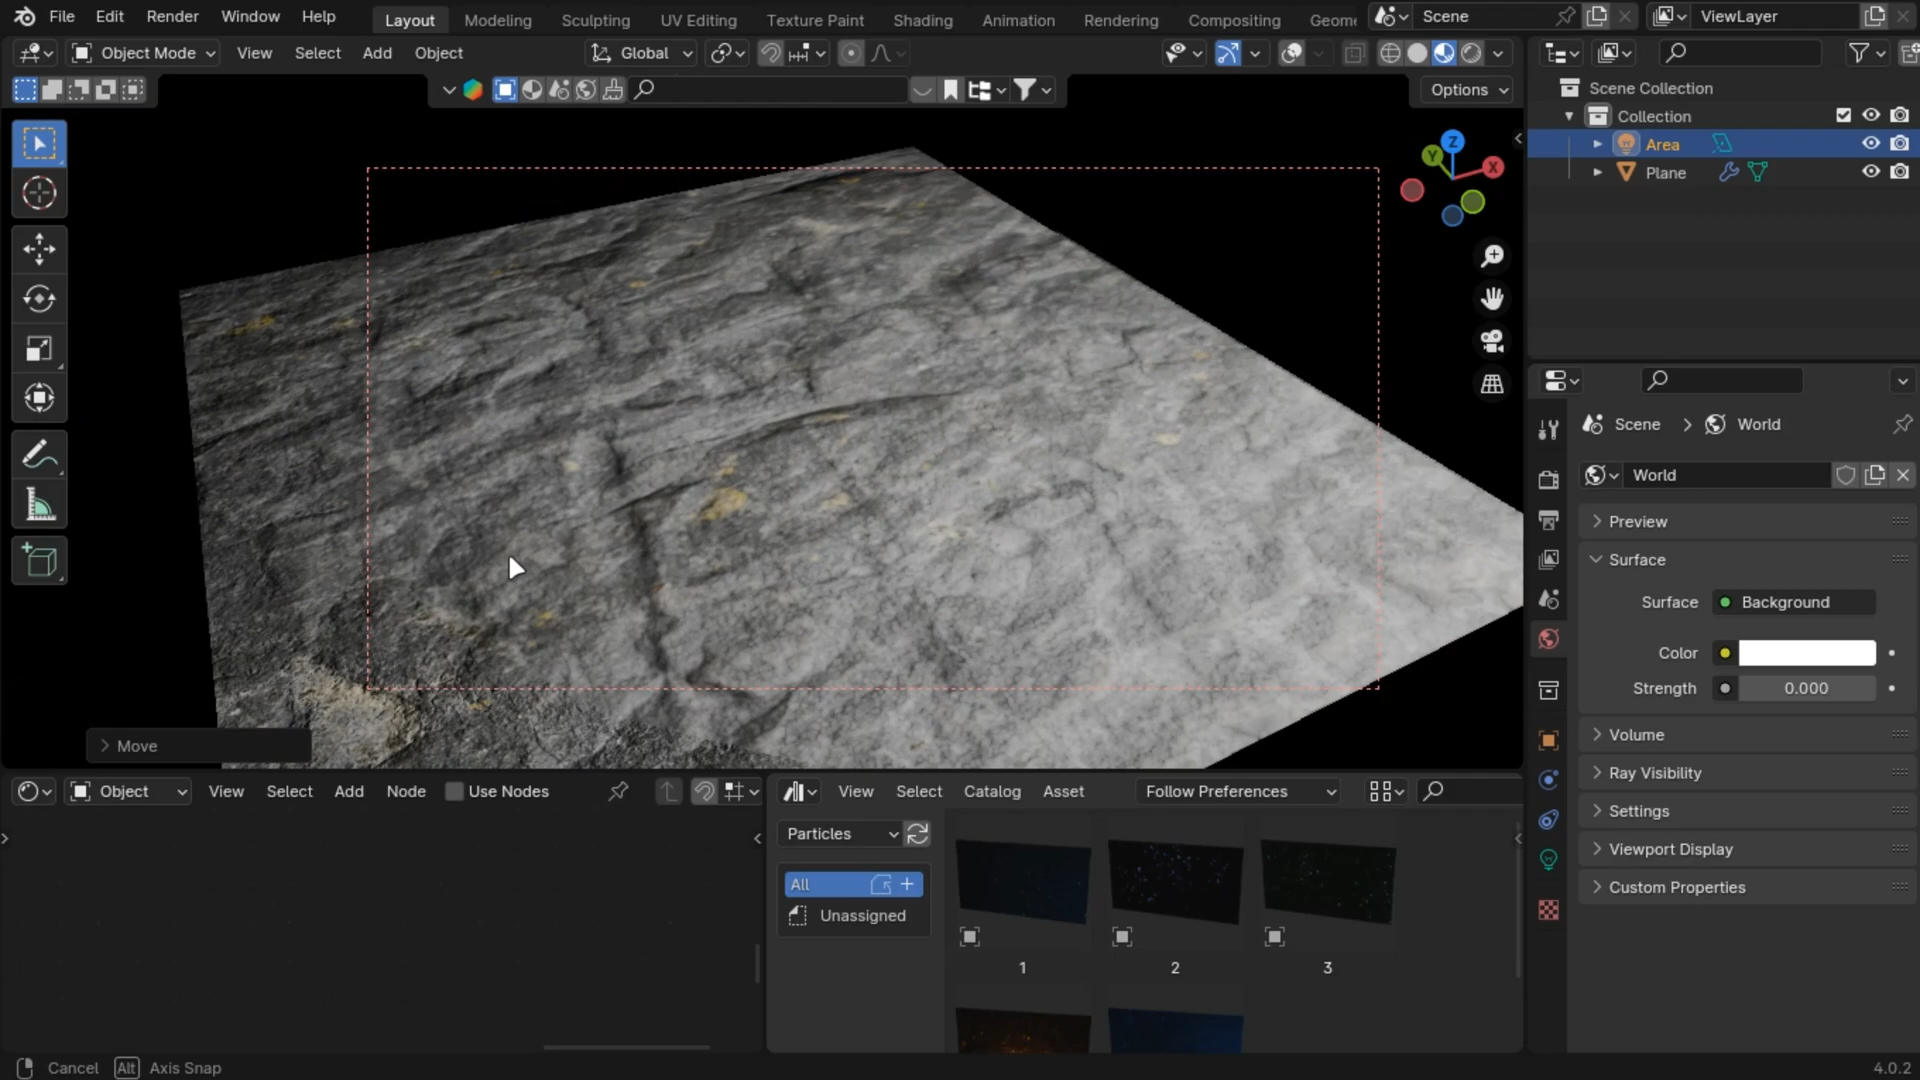 File Edit Render Window Help Layout Modeling Sculpting UV Editing Texture Paint Shading Animation Rendering Compositing Scene ViewLayer
Object Mode View Select Add Object Global
Options
Z
Y
X
Scene Collection
Collection
Area
Plane
Scene World
World
Preview
Surface
Surface Background
Color
Strength 0.000
Volume
Ray Visibility
Settings
Viewport Display
Custom Properties
Move
Object View Select Add Node Use Nodes
View Select Catalog Asset Follow Preferences
Particles
All
Unassigned
1 2 3
Cancel Alt Axis Snap 4.0.2